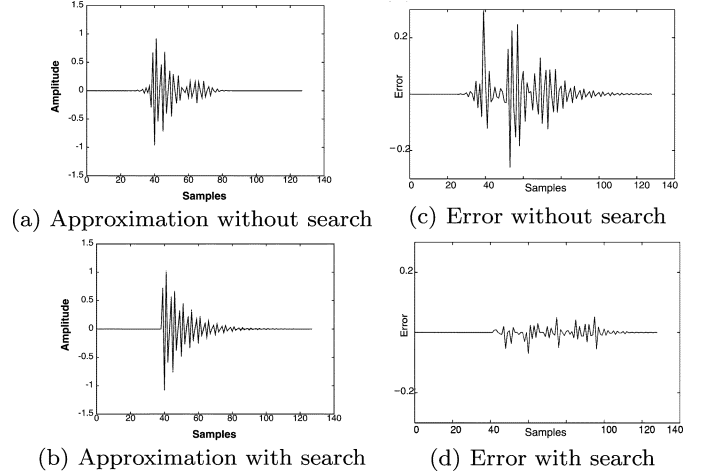 1.5
1
0.5
0
-0.5
-1
-1.5
Amplitude
0 20 40 60 80 100 120 140
Samples
(a) Approximation without search
0.2
0
−0.2
Error
0 20 40 60 80 100 120 140
Samples
(c) Error without search
1.5
1
0.5
0
-0.5
-1
-1.5
Amplitude
0 20 40 60 80 100 120 140
Samples
(b) Approximation with search
0.2
0
−0.2
Error
0 20 40 60 80 100 120 140
Samples
(d) Error with search